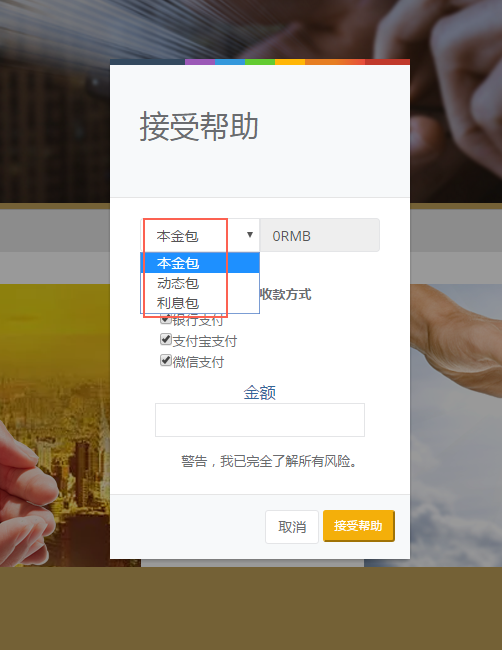 接受帮助
本金包 0RMB
本金包
动态包
利息包
收款方式
银行支付
支付宝支付
微信支付
金额
警告，我已完全了解所有风险。
取消 接受帮助